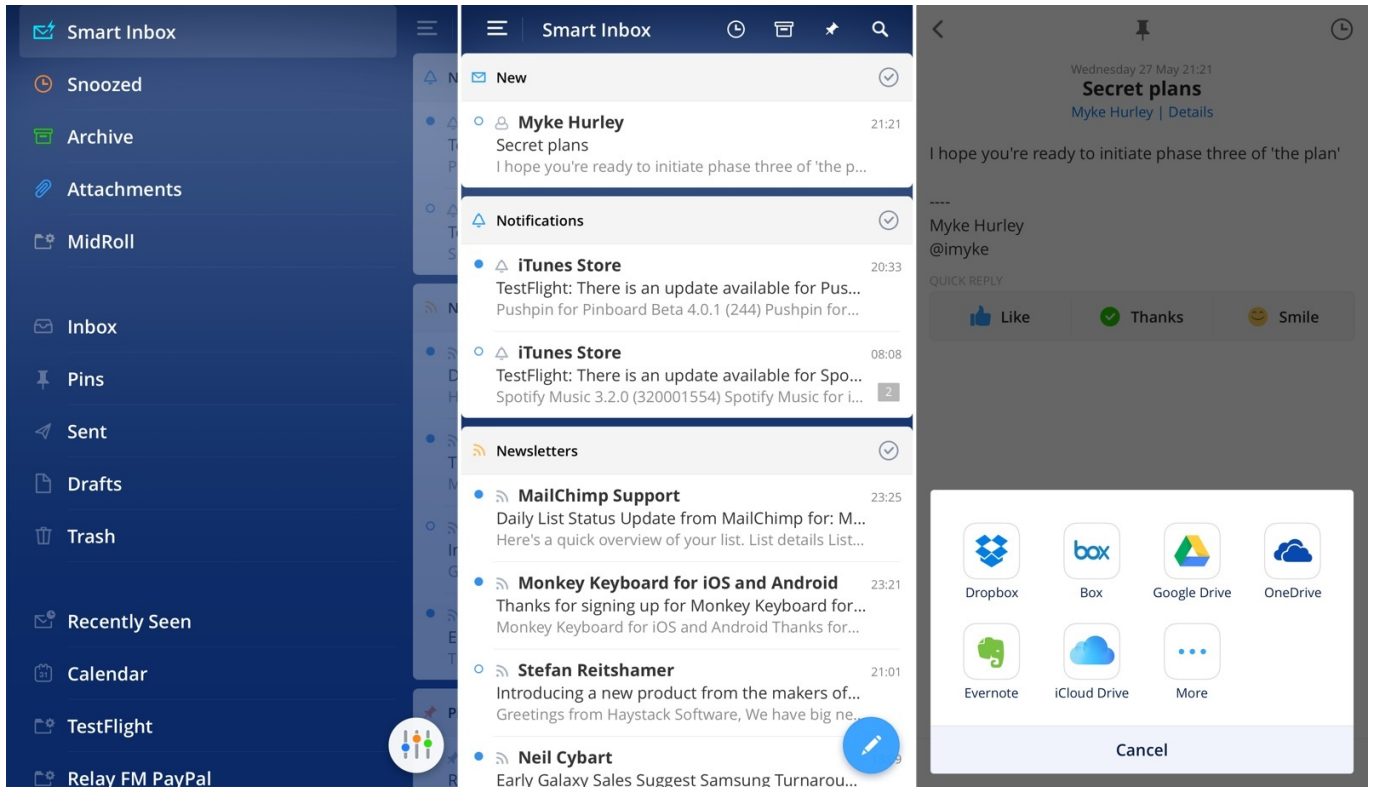 Smart Inbox
Snoozed
Archive
Attachments
MidRoll
Inbox
Pins
Sent
Drafts
Trash
Recently Seen
31
Calendar
TestFlight
Relay FM PayPal
Smart Inbox
New
Myke Hurley 21:21
Secret plans
I hope you're ready to initiate phase three of 'the p...
Notifications
iTunes Store 20:33
TestFlight: There is an update available for Pus...
Pushpin for Pinboard Beta 4.0.1 (244) Pushpin for...
iTunes Store 08:08
TestFlight: There is an update available for Spo...
Spotify Music 3.2.0 (320001554) Spotify Music for i... 2
Newsletters
MailChimp Support 23:25
Daily List Status Update from MailChimp for: M...
Here's a quick overview of your list. List details List...
Monkey Keyboard for iOS and Android 23:21
Thanks for signing up for Monkey Keyboard for...
Monkey Keyboard for iOS and Android Thanks for...
Stefan Reitshamer 21:01
Introducing a new product from the makers of...
Greetings from Haystack Software, We have big ne...
Neil Cybart
Early Galaxy Sales Suggest Samsung Turnarou...
Wednesday 27 May 21:21
Secret plans
Myke Hurley | Details
I hope you're ready to initiate phase three of 'the plan'
----
Myke Hurley
@imyke
QUICK REPLY
Like Thanks Smile
box
Dropbox Box Google Drive OneDrive
Evernote iCloud Drive More
Cancel